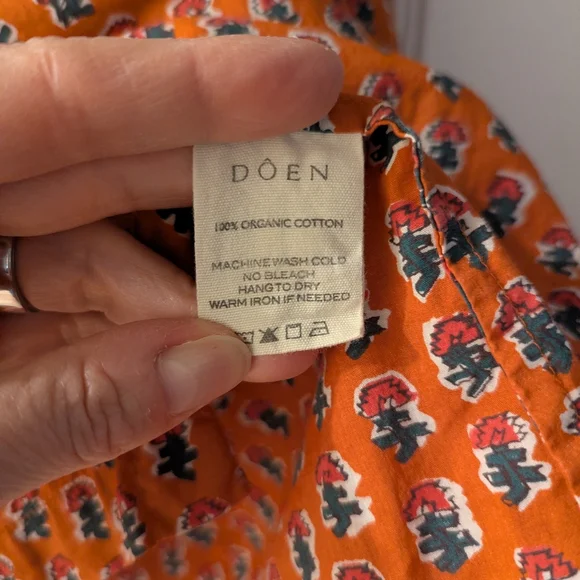 DÔEN
100% ORGANIC COTTON
MACHINE WASH COLD
NO BLEACH
HANG TO DRY
WARM IRON IF NEEDED